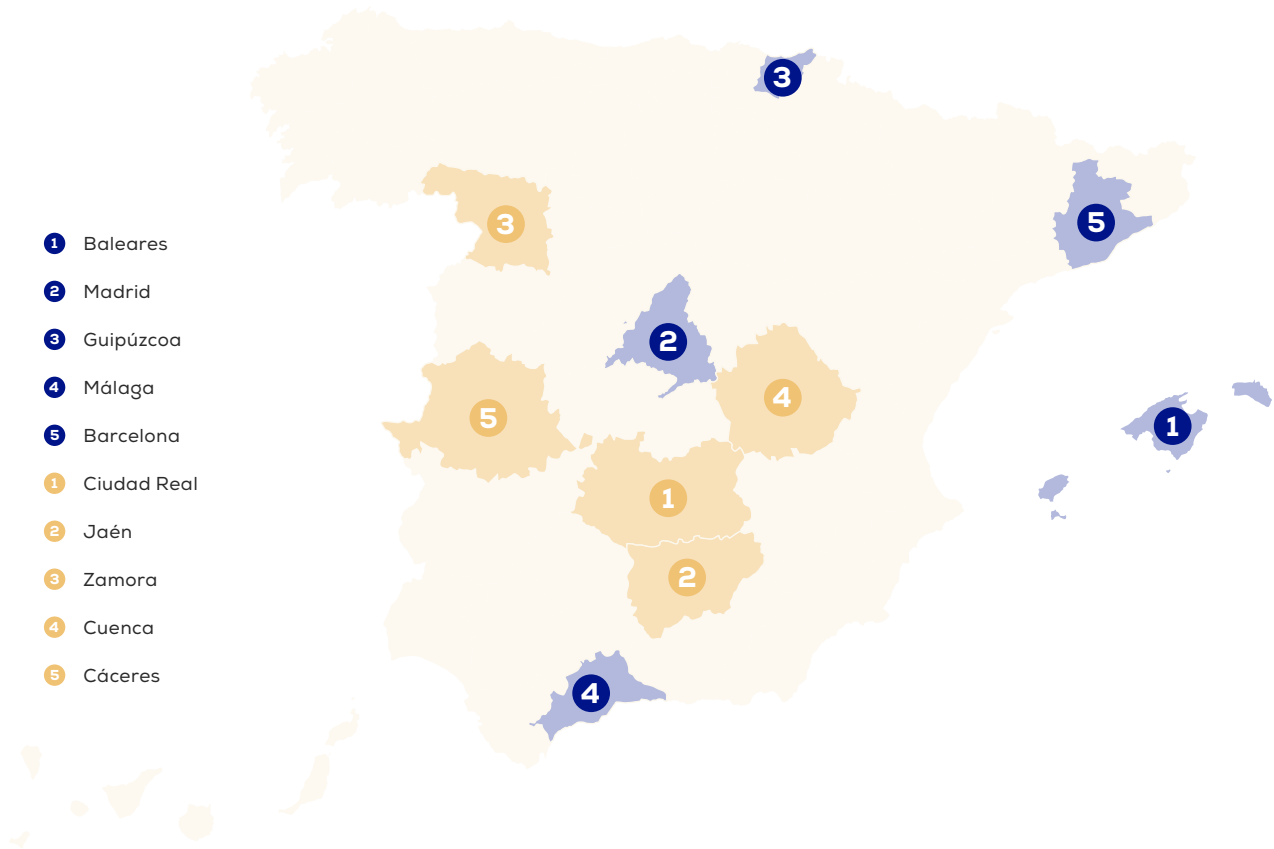 1 Baleares
2 Madrid
3 Guipúzcoa
4 Málaga
5 Barcelona
1 Ciudad Real
2 Jaén
3 Zamora
4 Cuenca
5 Cáceres
3
3
5
2
4
5
1
1
2
4